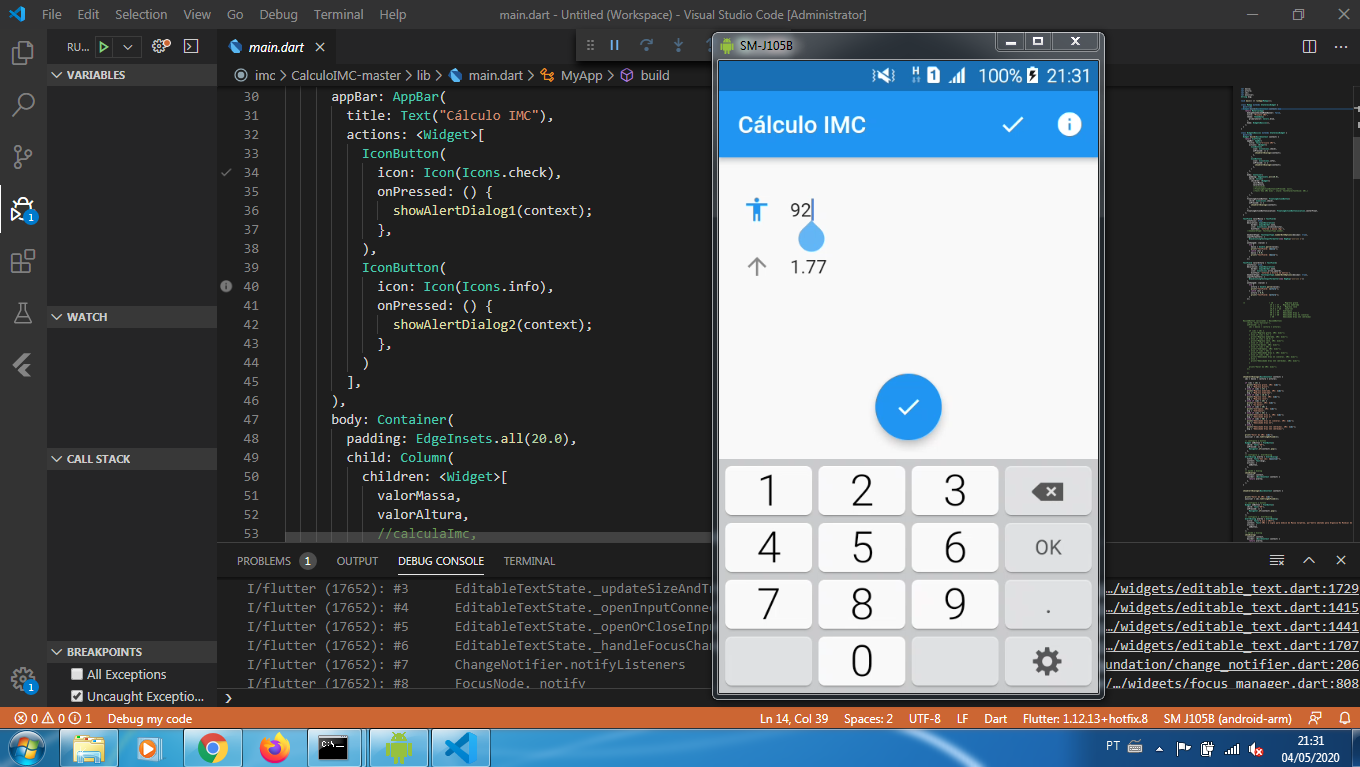 File Edit Selection View Go Debug Terminal Help
main.dart - Untitled (Workspace) - Visual Studio Code [Administrator]
RU...
main.dart
VARIABLES
WATCH
CALL STACK
BREAKPOINTS
All Exceptions
Uncaught Exceptio...
imc > CalculoIMC-master > lib > main.dart > MyApp > build
30 appBar: AppBar(
31 title: Text("Cálculo IMC"),
32 actions: <Widget>[
33 IconButton(
34 icon: Icon(Icons.check),
35 onPressed: () {
36 showAlertDialog1(context);
37 },
38 ),
39 IconButton(
40 icon: Icon(Icons.info),
41 onPressed: () {
42 showAlertDialog2(context);
43 },
44 )
45 ],
46 ),
47 body: Container(
48 padding: EdgeInsets.all(20.0),
49 child: Column(
50 children: <Widget>[
51 valorMassa,
52 valorAltura,
53 //calculaImc,
PROBLEMS 1 OUTPUT DEBUG CONSOLE TERMINAL
I/flutter (17652): #3 EditableTextState._updateSizeAndT
…/widgets/editable_text.dart:1729
I/flutter (17652): #4 EditableTextState._openInputConnec
…/widgets/editable_text.dart:1415
I/flutter (17652): #5 EditableTextState._openOrCloseInpu
…/widgets/editable_text.dart:1441
I/flutter (17652): #6 EditableTextState._handleFocusChan
…/widgets/editable_text.dart:1707
I/flutter (17652): #7 ChangeNotifier.notifyListeners
undation/change_notifier.dart:206
I/flutter (17652): #8 FocusNode._notify
/…/widgets/focus_manager.dart:808
SM-J105B
H 1 100% 21:31
Cálculo IMC
92
1.77
1 2 3
4 5 6 OK
7 8 9 .
0
1
1
0 0 1 Debug my code
Ln 14, Col 39 Spaces: 2 UTF-8 LF Dart Flutter: 1.12.13+hotfix.8 SM J105B (android-arm)
C:\_
PT
21:31
04/05/2020